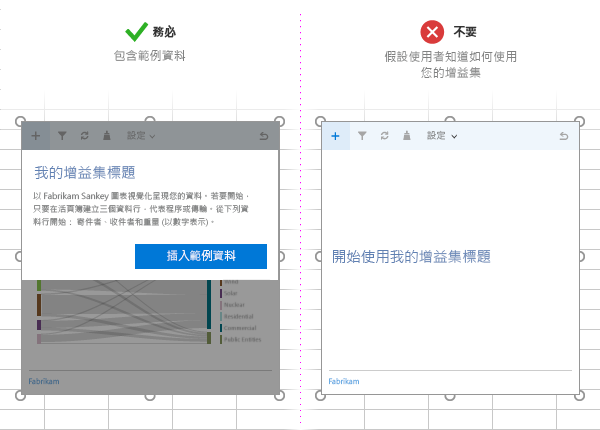 務必
包含範例資料
設定
我的增益集標題
以 Fabrikam Sankey 圖表視覺化呈現您的資料。若要開始，
只要在活頁簿建立三個資料行，代表程序或傳輸。從下列資
料行開始： 寄件者、收件者和重量 (以數字表示)。
插入範例資料
Wind
Solar
Nuclear
Residential
Commercial
Public Entities
Fabrikam
不要
假設使用者知道如何使用
您的增益集
設定
開始使用我的增益集標題
Fabrikam